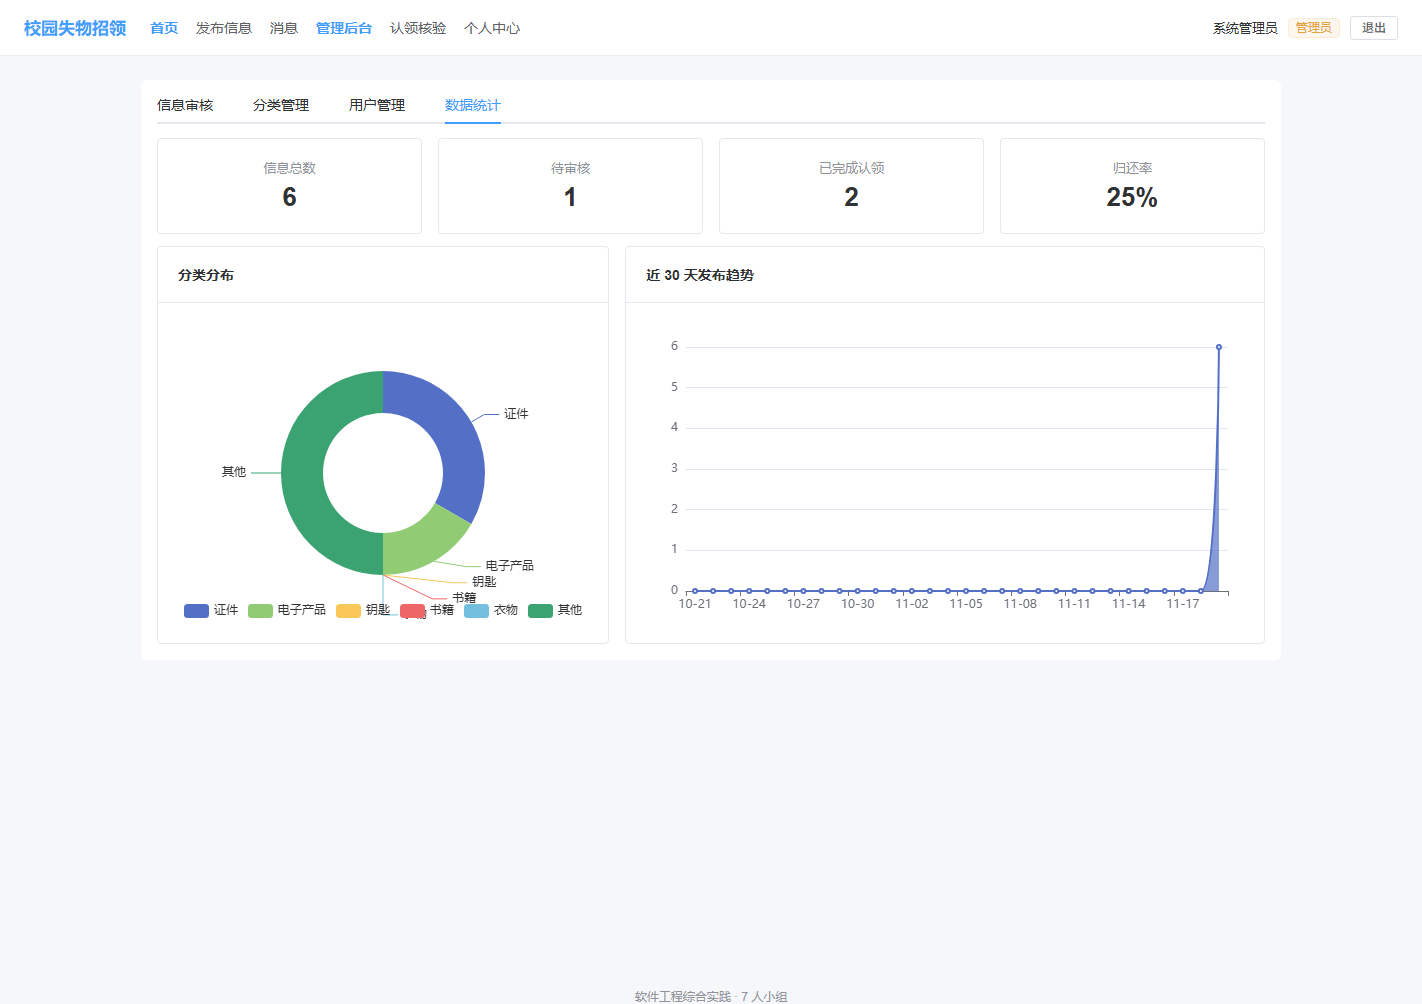 校园失物招领 首页 发布信息 消息 管理后台 认领核验 个人中心 系统管理员 管理员 退出
信息审核 分类管理 用户管理 数据统计
信息总数 待审核 已完成认领 归还率
6 1 2 25%
分类分布
证件
其他
电子产品
钥匙
书籍
证件 电子产品 钥匙 书籍 衣物 其他
近 30 天发布趋势
6
5
4
3
2
1
0
10-21 10-24 10-27 10-30 11-02 11-05 11-08 11-11 11-14 11-17
软件工程综合实践 · 7 人小组